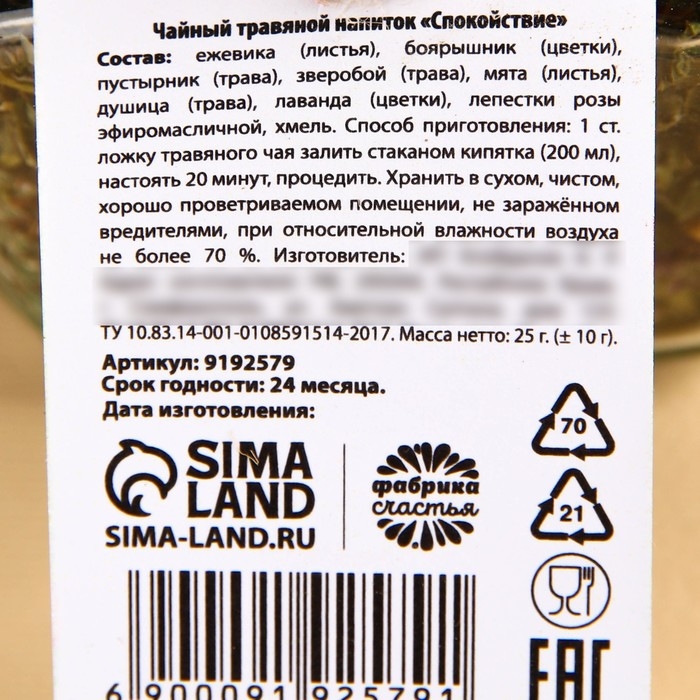 Чайный травяной напиток «Спокойствие»
Состав: ежевика (листья), боярышник (цветки),
пустырник (трава), зверобой (трава), мята (листья),
душица (трава), лаванда (цветки), лепестки розы
эфиромасличной, хмель. Способ приготовления: 1 ст.
ложку травяного чая залить стаканом кипятка (200 мл),
настоять 20 минут, процедить. Хранить в сухом, чистом,
хорошо проветриваемом помещении, не заражённом
вредителями, при относительной влажности воздуха
не более 70 %. Изготовитель:
ТУ 10.83.14-001-0108591514-2017. Масса нетто: 25 г. (± 10 г).
Артикул: 9192579
Срок годности: 24 месяца.
Дата изготовления:
SIMA
LAND
SIMA-LAND.RU
фабрика
счастья
70
21
EAC
6 900091 925791